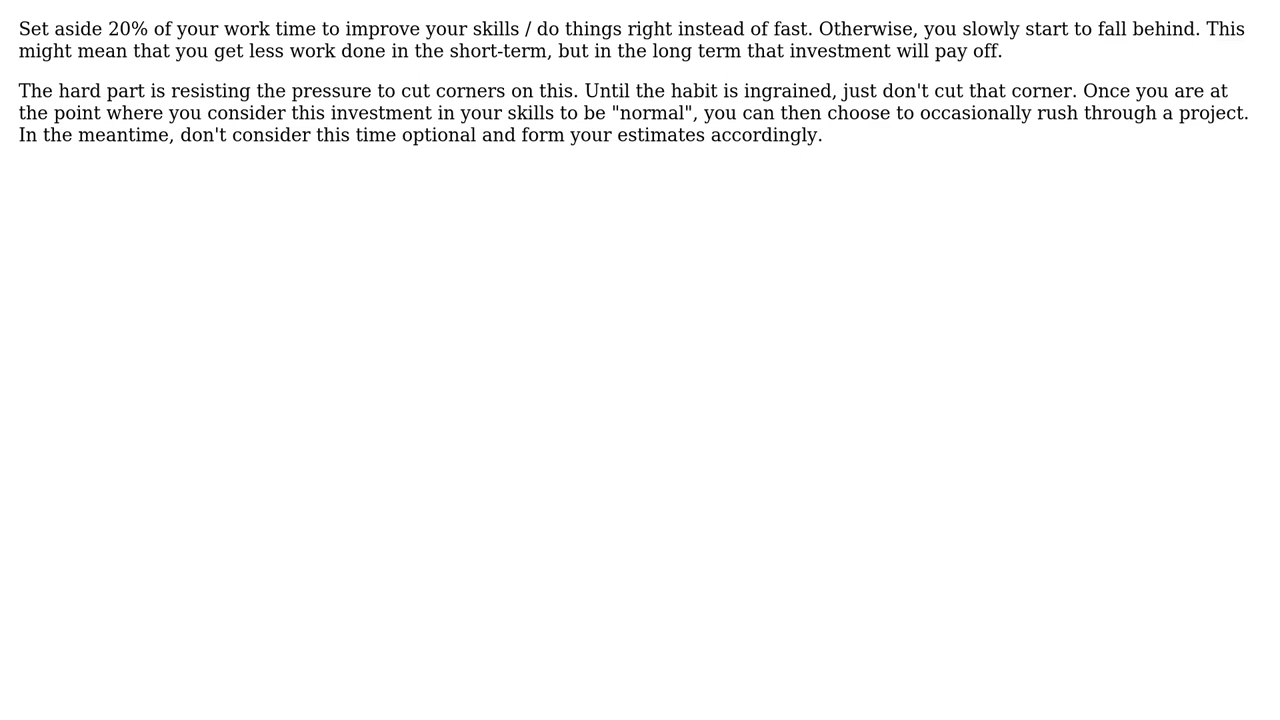 Set aside 20% of your work time to improve your skills / do things right instead of fast. Otherwise, you slowly start to fall behind. This
might mean that you get less work done in the short-term, but in the long term that investment will pay off.
The hard part is resisting the pressure to cut corners on this. Until the habit is ingrained, just don't cut that corner. Once you are at
the point where you consider this investment in your skills to be "normal", you can then choose to occasionally rush through a project.
In the meantime, don't consider this time optional and form your estimates accordingly.